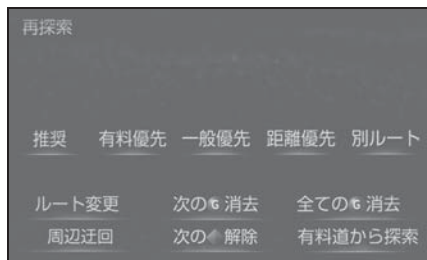 再探索
推奨 有料優先 一般優先 距離優先 別ルート
ルート変更 次のG消去 全てのG消去
周辺迂回 次の◆解除 有料道から探索